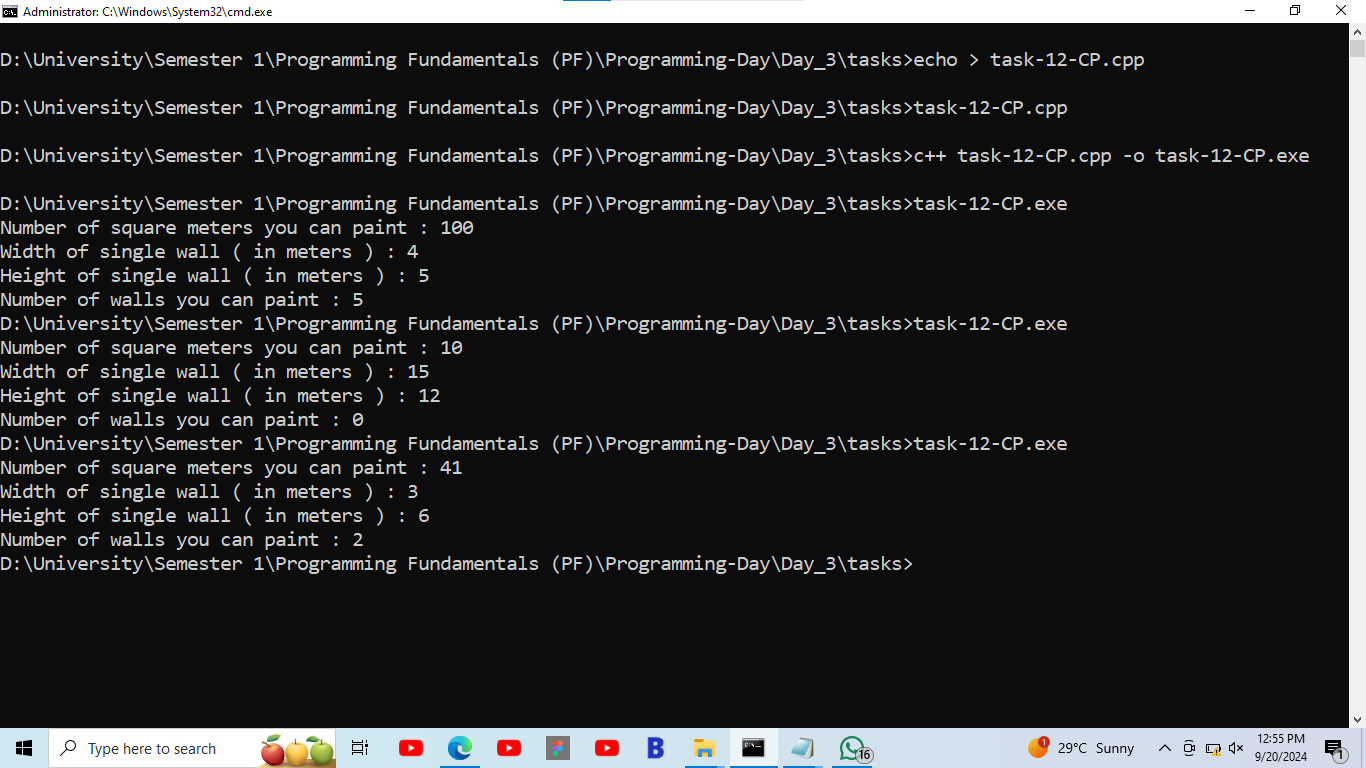 Administrator: C:\Windows\System32\cmd.exe
D:\University\Semester 1\Programming Fundamentals (PF)\Programming-Day\Day_3\tasks>echo > task-12-CP.cpp
D:\University\Semester 1\Programming Fundamentals (PF)\Programming-Day\Day_3\tasks>task-12-CP.cpp
D:\University\Semester 1\Programming Fundamentals (PF)\Programming-Day\Day_3\tasks>c++ task-12-CP.cpp -o task-12-CP.exe
D:\University\Semester 1\Programming Fundamentals (PF)\Programming-Day\Day_3\tasks>task-12-CP.exe
Number of square meters you can paint : 100
Width of single wall ( in meters ) : 4
Height of single wall ( in meters ) : 5
Number of walls you can paint : 5
D:\University\Semester 1\Programming Fundamentals (PF)\Programming-Day\Day_3\tasks>task-12-CP.exe
Number of square meters you can paint : 10
Width of single wall ( in meters ) : 15
Height of single wall ( in meters ) : 12
Number of walls you can paint : 0
D:\University\Semester 1\Programming Fundamentals (PF)\Programming-Day\Day_3\tasks>task-12-CP.exe
Number of square meters you can paint : 41
Width of single wall ( in meters ) : 3
Height of single wall ( in meters ) : 6
Number of walls you can paint : 2
D:\University\Semester 1\Programming Fundamentals (PF)\Programming-Day\Day_3\tasks>
Type here to search
B
16
1
29°C Sunny
12:55 PM
9/20/2024
1